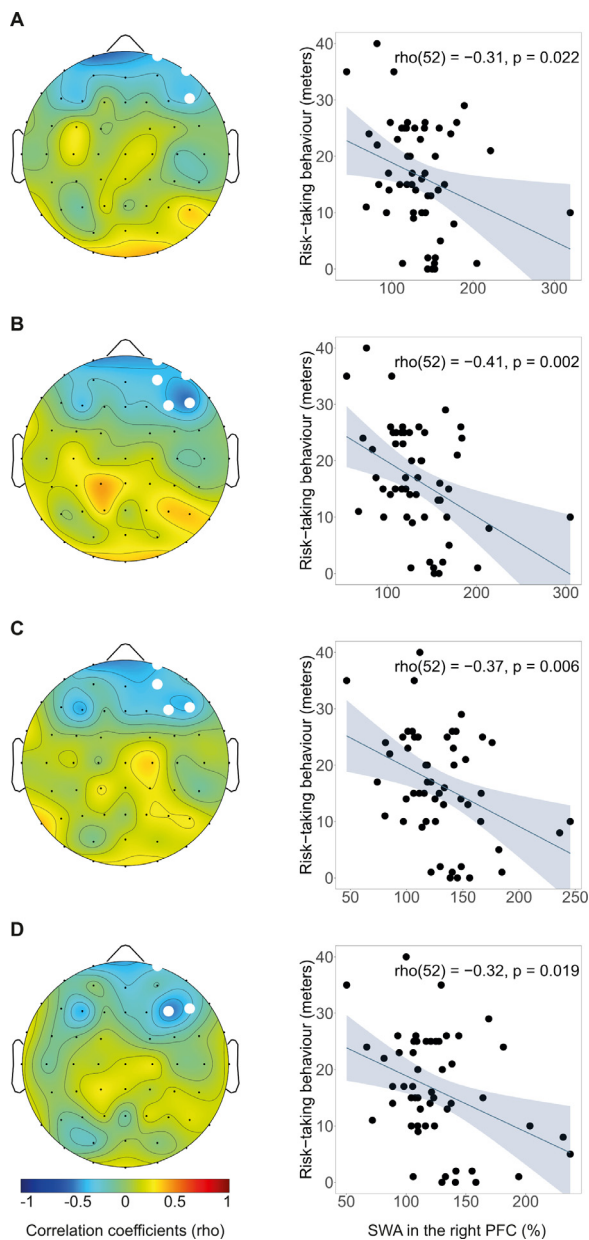 A
rho(52) = −0.31, p = 0.022
Risk−taking behaviour (meters)
40
30
20
10
0
100 200 300
B
rho(52) = −0.41, p = 0.002
Risk−taking behaviour (meters)
40
30
20
10
0
100 200 300
C
rho(52) = −0.37, p = 0.006
Risk−taking behaviour (meters)
40
30
20
10
0
50 100 150 200 250
D
rho(52) = −0.32, p = 0.019
Risk−taking behaviour (meters)
40
30
20
10
0
50 100 150 200
-1 -0.5 0 0.5 1
Correlation coefficients (rho)
SWA in the right PFC (%)